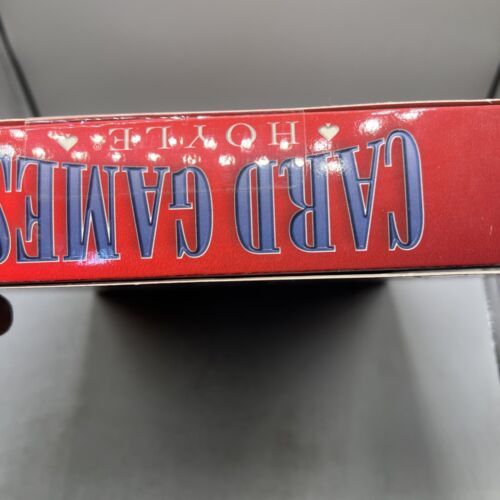 ♥ HOYLE® ♥
CARD GAMES